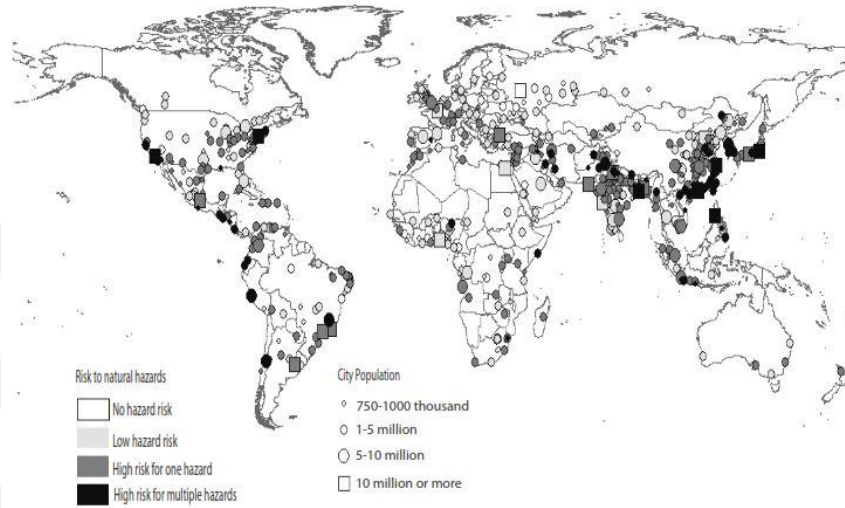 Risk to natural hazards
No hazard risk
Low hazard risk
High risk for one hazard
High risk for multiple hazards
City Population
750-1000 thousand
1-5 million
5-10 million
10 million or more